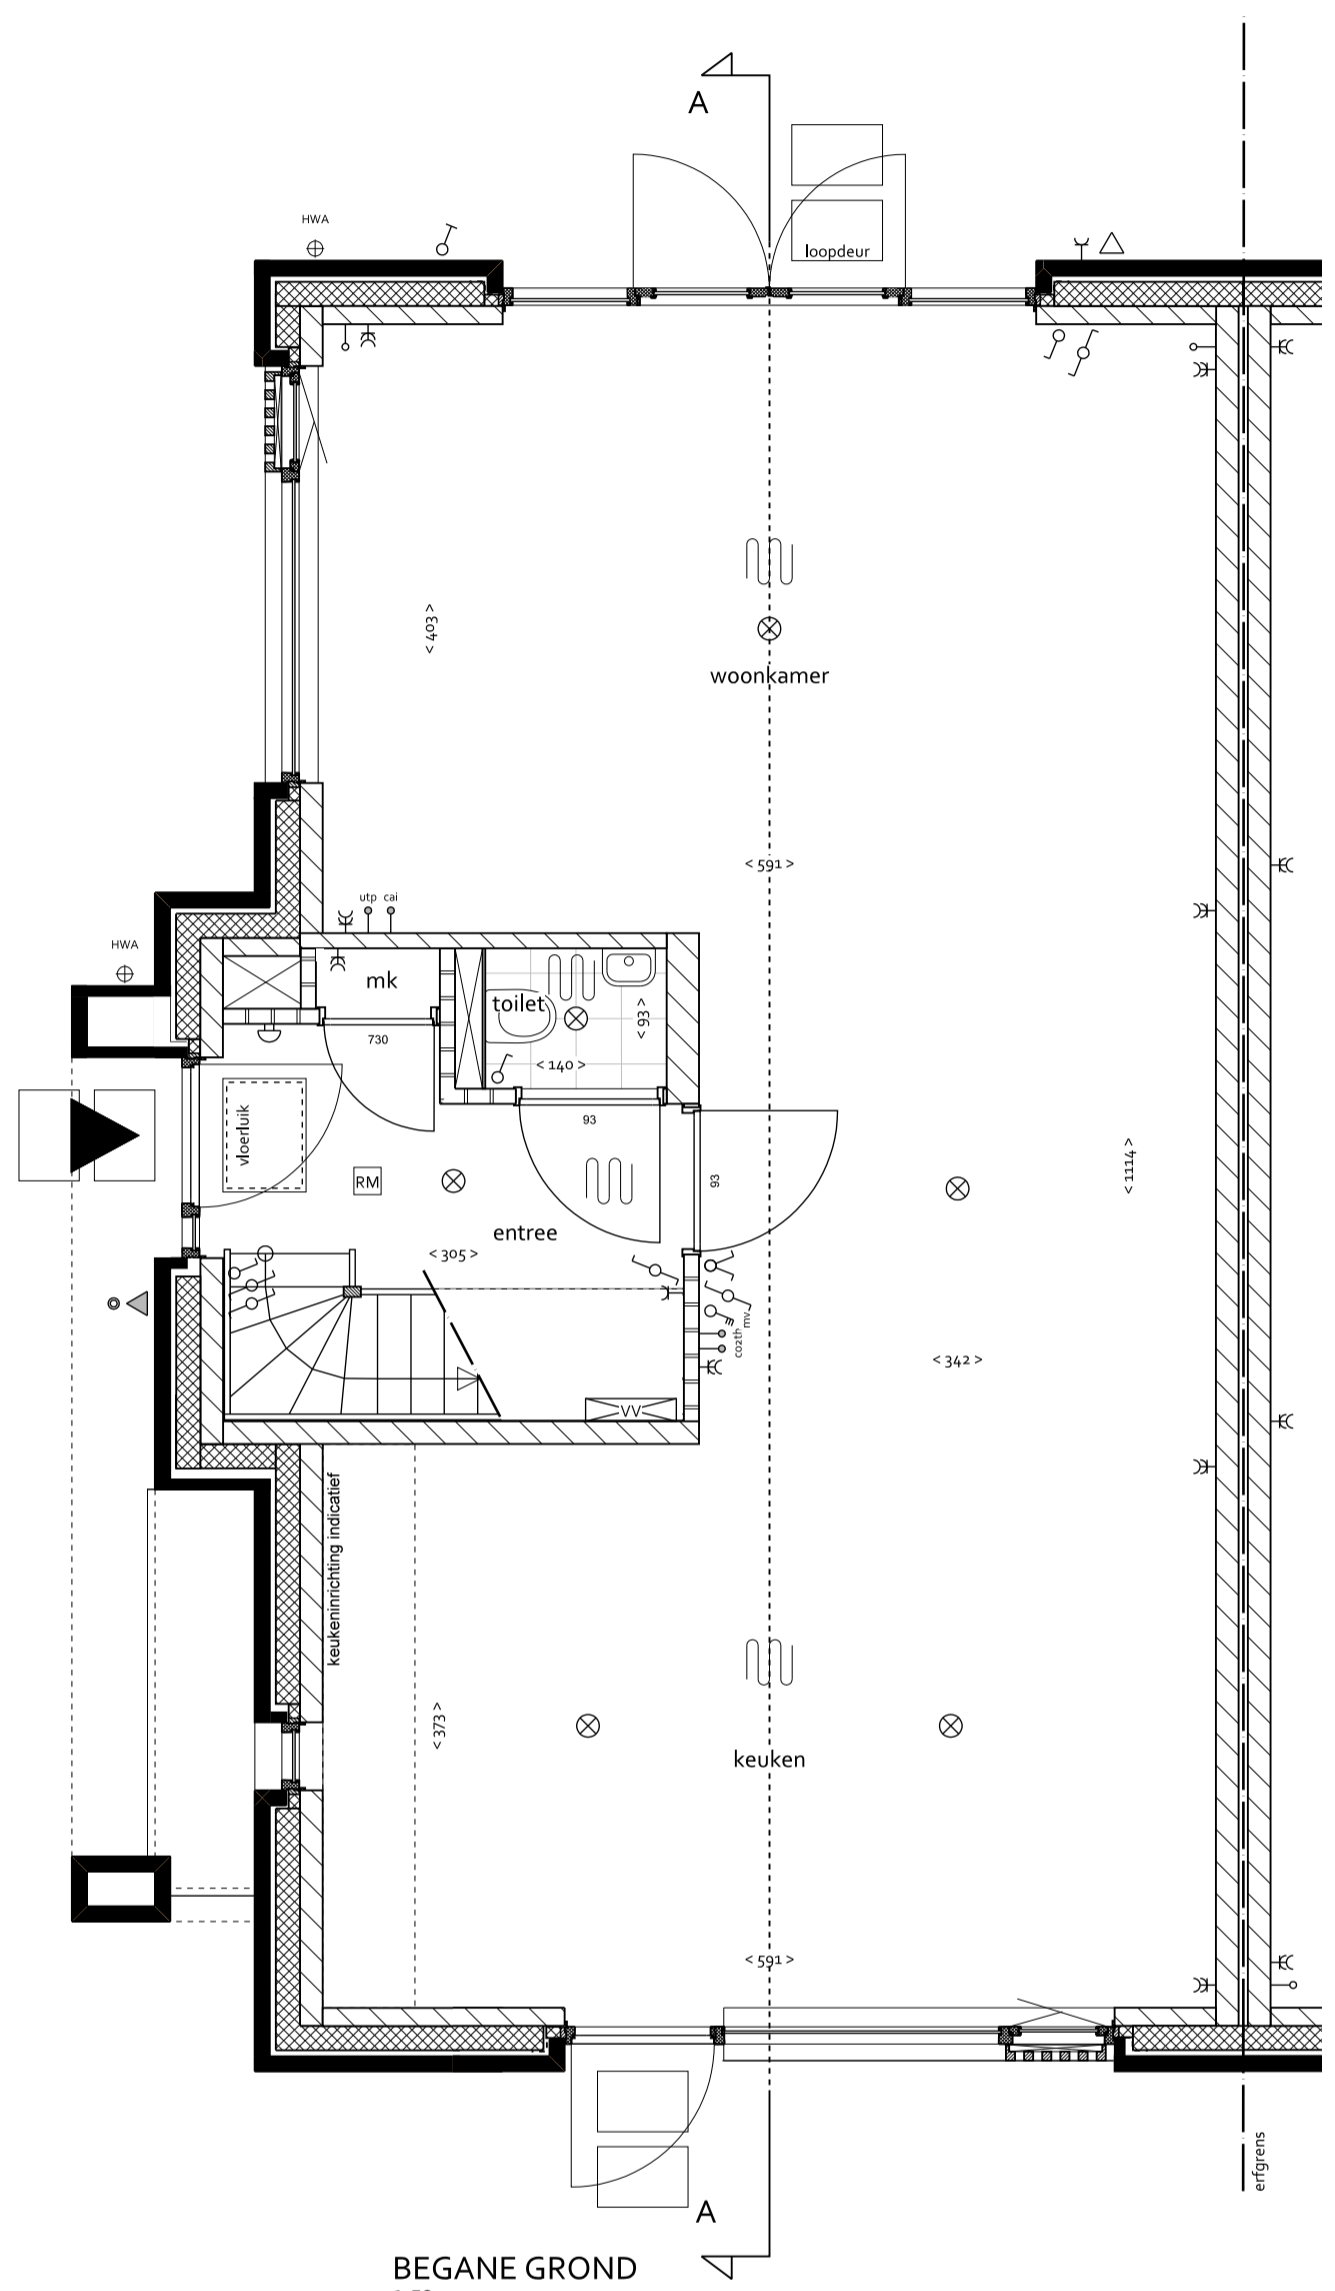 A
loopdeur
HWA
< 403 >
woonkamer
< 591 >
utp cai
HWA
mk
toilet
< 93 >
730
< 140 >
93
vloerluik
RM
93
< 1114 >
entree
< 305 >
mv
co2th
< 342 >
VV
keukeninrichting indicatief
< 373 >
keuken
< 591 >
erfgrens
A
BEGANE GROND